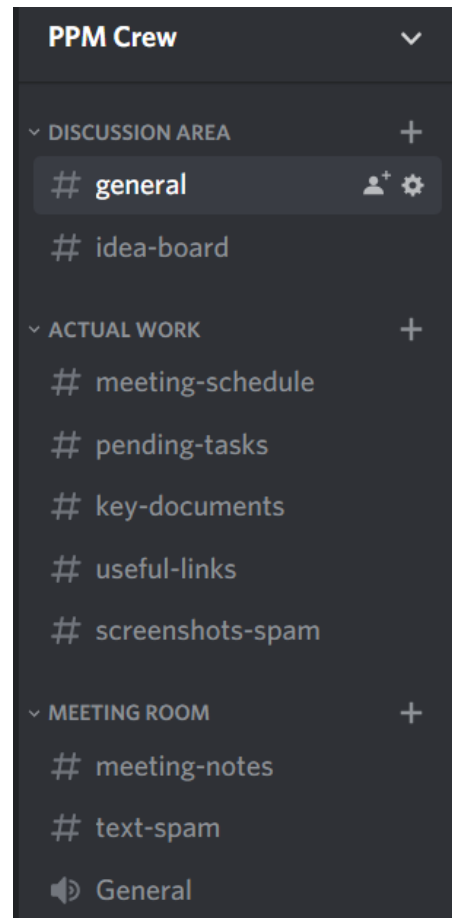 PPM Crew
DISCUSSION AREA
# general
# idea-board
ACTUAL WORK
# meeting-schedule
# pending-tasks
# key-documents
# useful-links
# screenshots-spam
MEETING ROOM
# meeting-notes
# text-spam
General